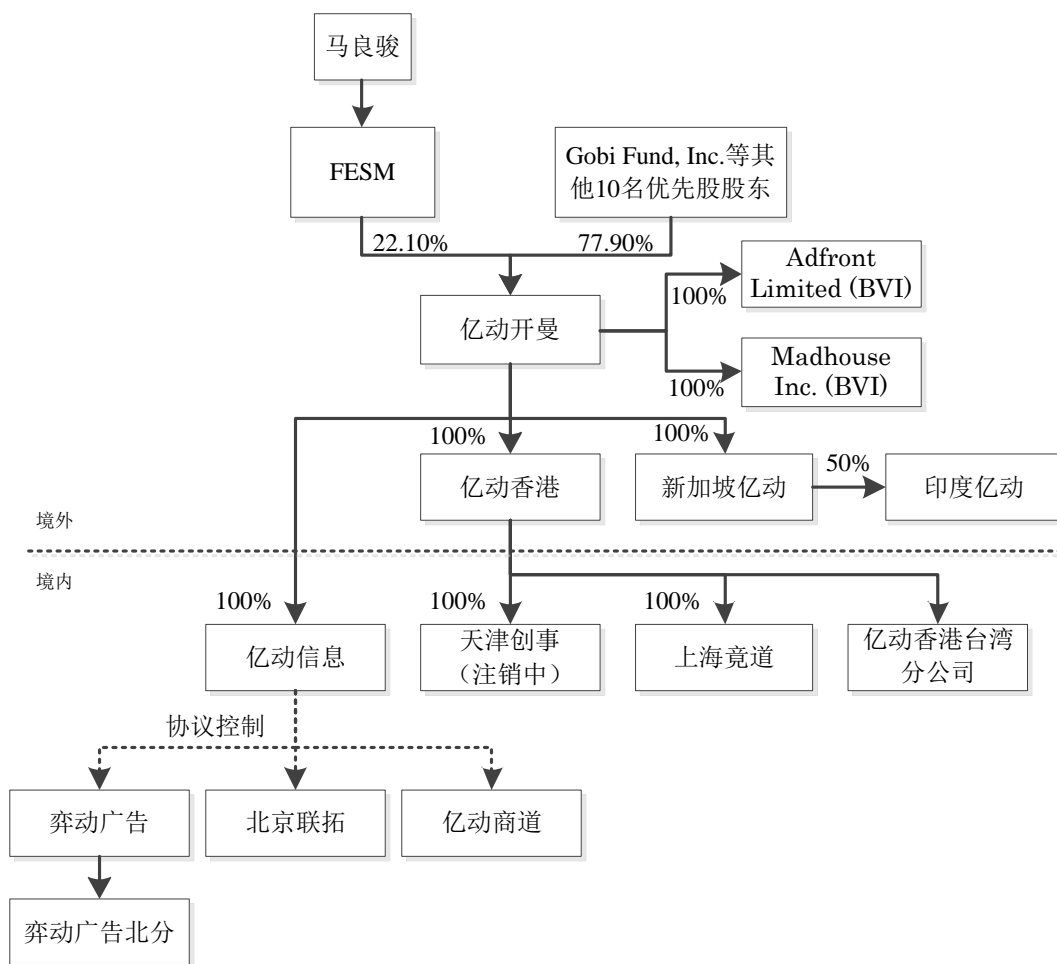 马良骏
FESM
Gobi Fund, Inc.等其
他10名优先股股东
22.10%
77.90%
Adfront
Limited (BVI)
100%
亿动开曼
Madhouse
Inc. (BVI)
100%
100%
100%
亿动香港
新加坡亿动
50%
印度亿动
境外
境内
100%
100%
100%
亿动信息
天津创事
（注销中）
上海竟道
亿动香港台湾
分公司
协议控制
弈动广告
北京联拓
亿动商道
弈动广告北分